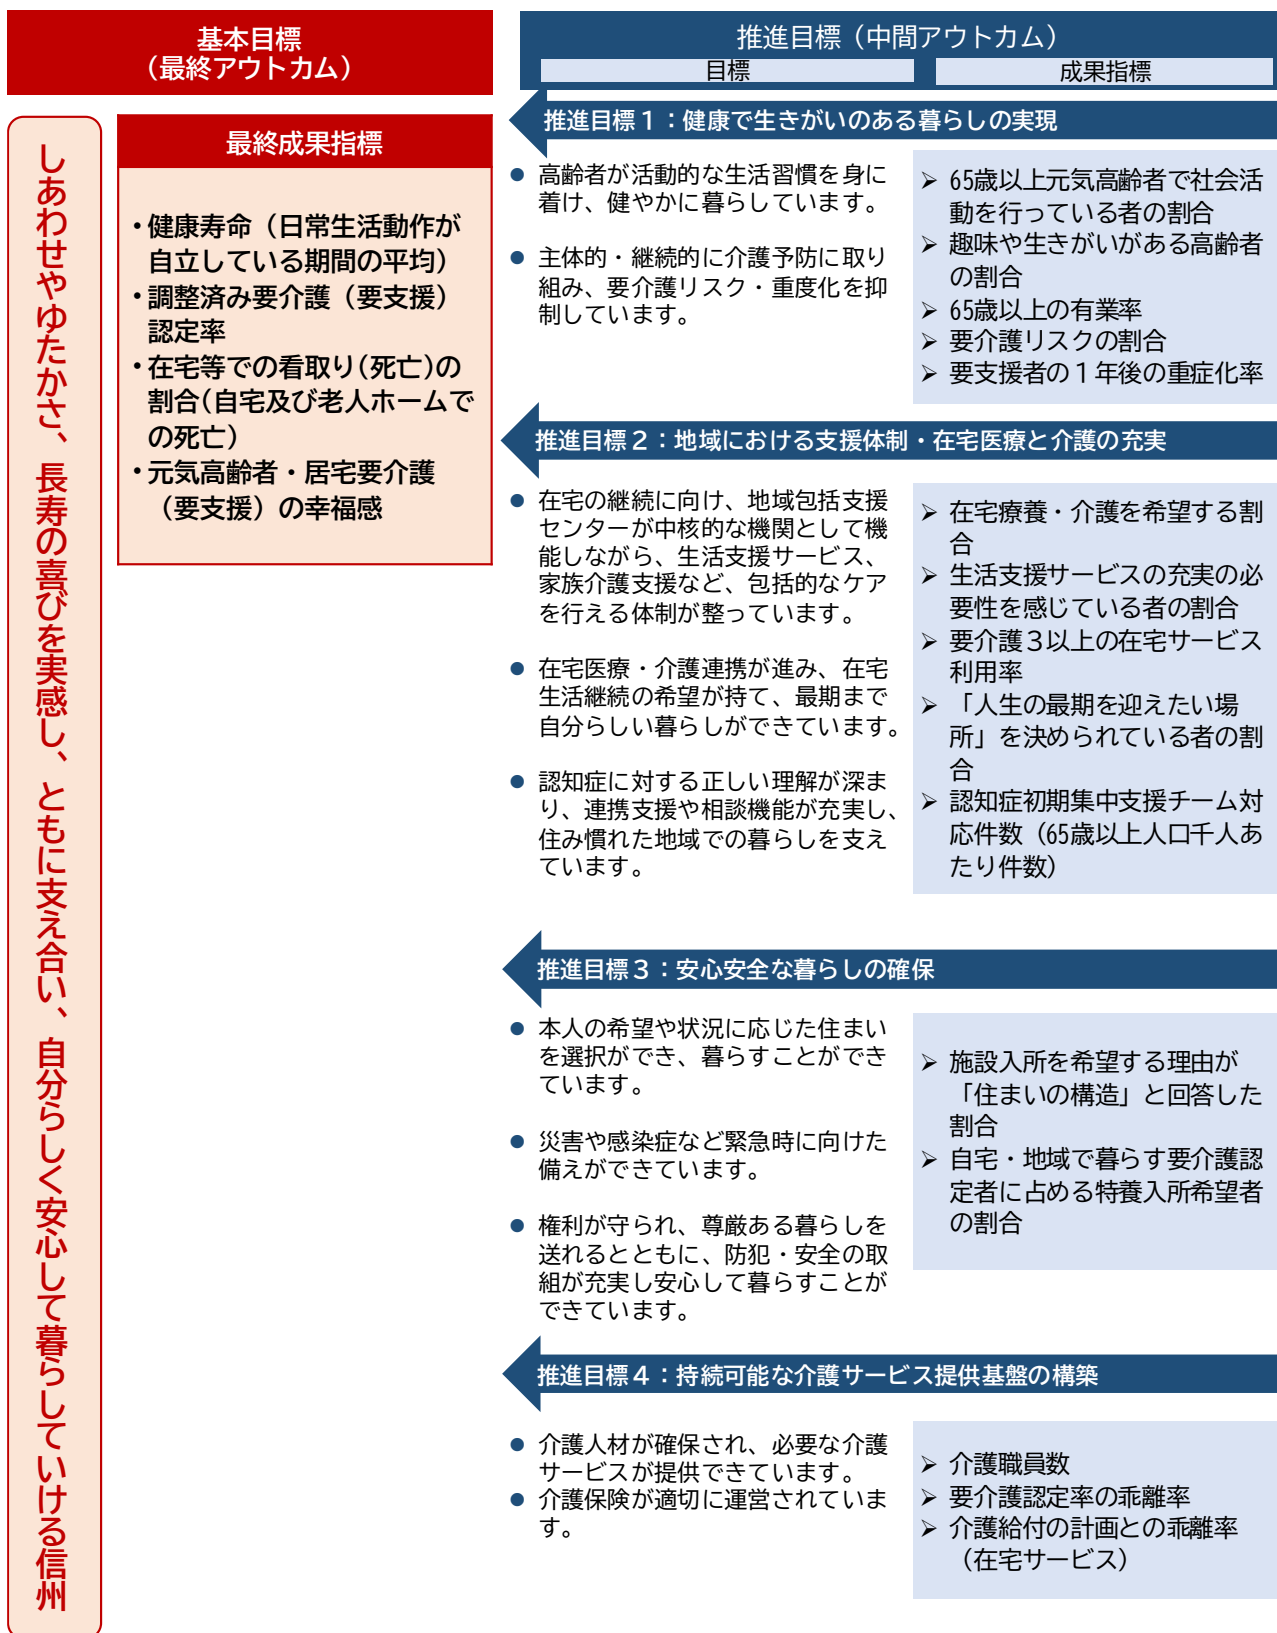 基本目標
（最終アウトカム）
しあわせやゆたかさ、長寿の喜びを実感し、ともに支え合い、自分らしく安心して暮らしていける信州
最終成果指標
・健康寿命（日常生活動作が
自立している期間の平均）
・調整済み要介護（要支援）
認定率
・在宅等での看取り(死亡)の
割合(自宅及び老人ホームで
の死亡）
・元気高齢者・居宅要介護
（要支援）の幸福感
推進目標（中間アウトカム）
目標
成果指標
推進目標１：健康で生きがいのある暮らしの実現
● 高齢者が活動的な生活習慣を身に
着け、健やかに暮らしています。
● 主体的・継続的に介護予防に取り
組み、要介護リスク・重度化を抑
制しています。
➢ 65歳以上元気高齢者で社会活
動を行っている者の割合
➢ 趣味や生きがいがある高齢者
の割合
➢ 65歳以上の有業率
➢ 要介護リスクの割合
➢ 要支援者の１年後の重症化率
推進目標２：地域における支援体制・在宅医療と介護の充実
● 在宅の継続に向け、地域包括支援
センターが中核的な機関として機
能しながら、生活支援サービス、
家族介護支援など、包括的なケア
を行える体制が整っています。
● 在宅医療・介護連携が進み、在宅
生活継続の希望が持て、最期まで
自分らしい暮らしができています。
● 認知症に対する正しい理解が深ま
り、連携支援や相談機能が充実し、
住み慣れた地域での暮らしを支え
ています。
➢ 在宅療養・介護を希望する割
合
➢ 生活支援サービスの充実の必
要性を感じている者の割合
➢ 要介護３以上の在宅サービス
利用率
➢ 「人生の最期を迎えたい場
所」を決められている者の割
合
➢ 認知症初期集中支援チーム対
応件数（65歳以上人口千人あ
たり件数）
推進目標３：安心安全な暮らしの確保
● 本人の希望や状況に応じた住まい
を選択ができ、暮らすことができ
ています。
● 災害や感染症など緊急時に向けた
備えができています。
● 権利が守られ、尊厳ある暮らしを
送れるとともに、防犯・安全の取
組が充実し安心して暮らすことが
できています。
➢ 施設入所を希望する理由が
「住まいの構造」と回答した
割合
➢ 自宅・地域で暮らす要介護認
定者に占める特養入所希望者
の割合
推進目標４：持続可能な介護サービス提供基盤の構築
● 介護人材が確保され、必要な介護
サービスが提供できています。
● 介護保険が適切に運営されていま
す。
➢ 介護職員数
➢ 要介護認定率の乖離率
➢ 介護給付の計画との乖離率
（在宅サービス）